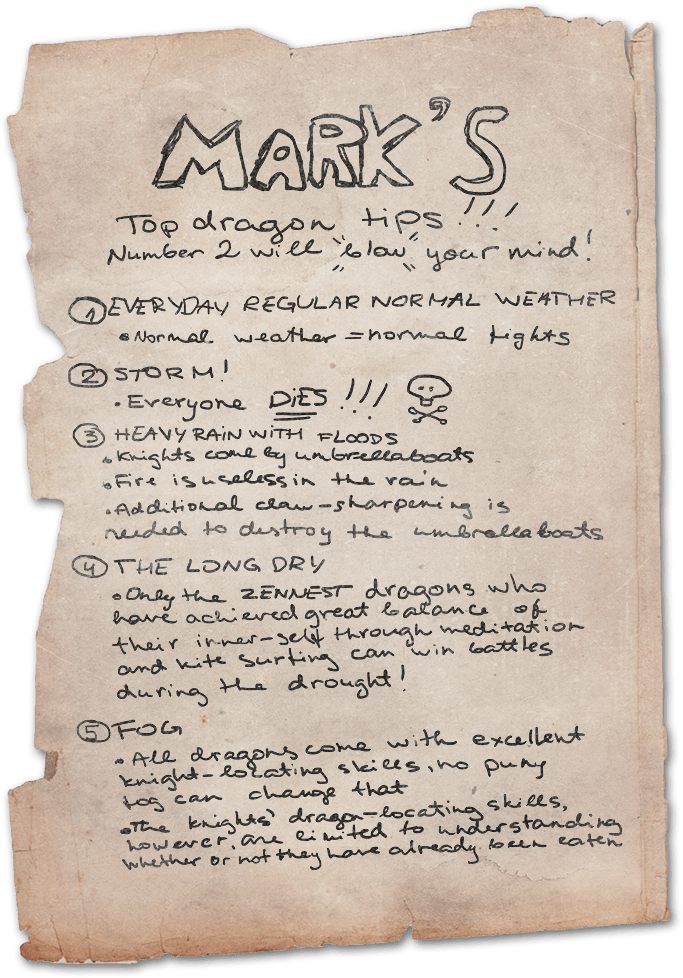 MARK'S
Top dragon tips!!!
Number 2 will "blow" your mind!
1 EVERYDAY REGULAR NORMAL WEATHER
• Normal weather = normal fights
2 STORM!
• Everyone DiES!!!
3 HEAVY RAIN WITH FLOODS
• Knights come by umbrellaboats
• Fire is useless in the rain
• Additional claw-sharpening is
needed to destroy the umbrellaboats
4 THE LONG DRY
• Only the ZENNEST dragons who
have achieved great balance of
their inner-self through meditation
and kite surfing can win battles
during the drought!
5 FOG
• All dragons come with excellent
knight-locating skills, no puny
fog can change that
• The knights' dragon-locating skills,
however, are limited to understanding
whether or not they have already been eaten